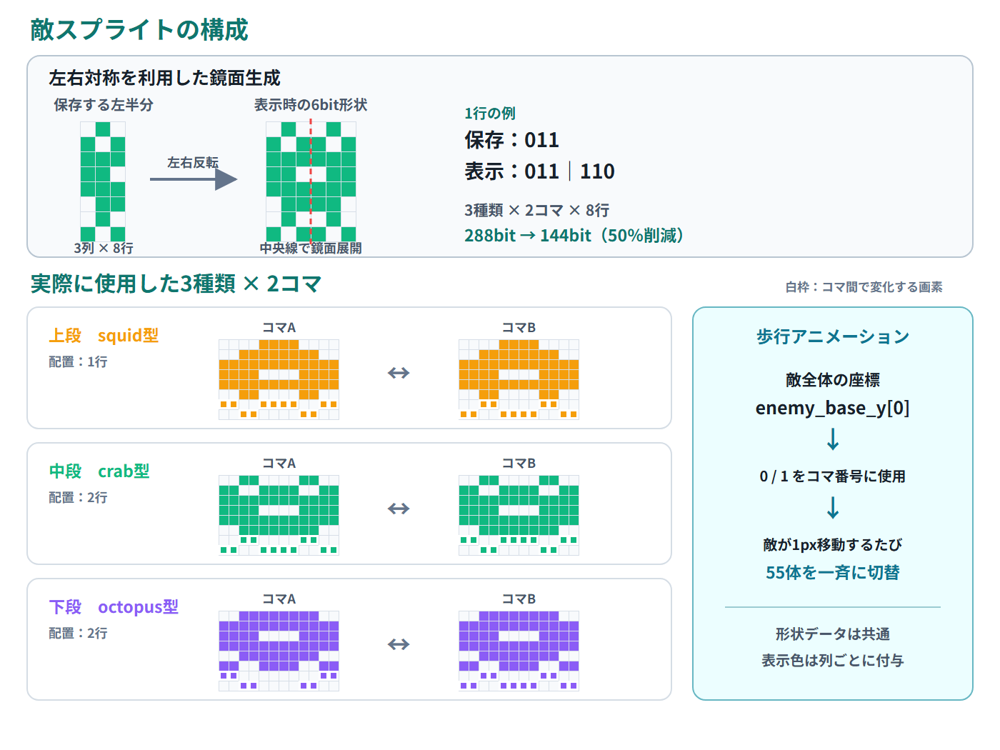 敵スプライトの構成
左右対称を利用した鏡面生成
保存する左半分
表示時の6bit形状
左右反転
3列 × 8行
中央線で鏡面展開
1行の例
保存：011
表示：011｜110
3種類 × 2コマ × 8行
288bit → 144bit（50%削減）
実際に使用した3種類 × 2コマ
白枠：コマ間で変化する画素
上段　squid型
配置：1行
コマA
↔
コマB
中段　crab型
配置：2行
コマA
↔
コマB
下段　octopus型
配置：2行
コマA
↔
コマB
歩行アニメーション
敵全体の座標
enemy_base_y[0]
↓
0 / 1 をコマ番号に使用
↓
敵が1px移動するたび
55体を一斉に切替
形状データは共通
表示色は列ごとに付与